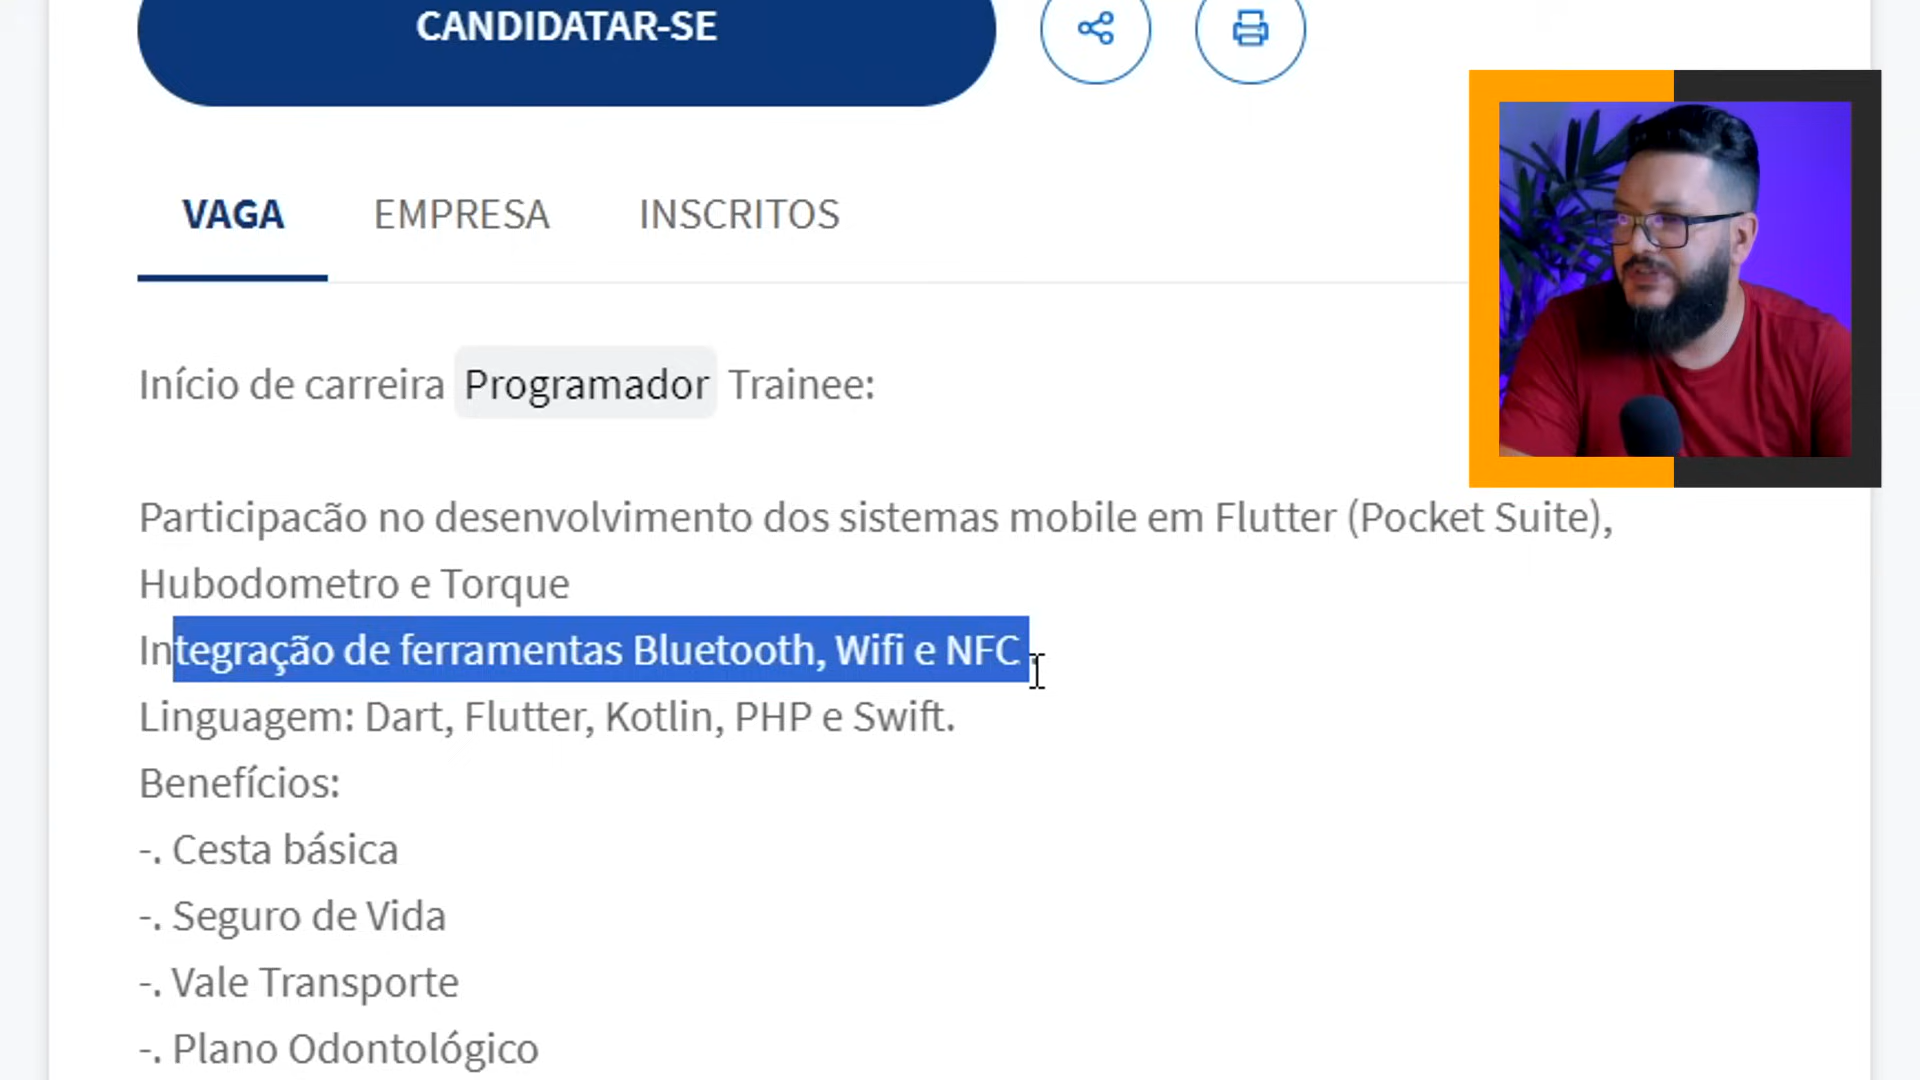 CANDIDATAR-SE
VAGA EMPRESA INSCRITOS
Início de carreira Programador Trainee:
Participacão no desenvolvimento dos sistemas mobile em Flutter (Pocket Suite),
Hubodometro e Torque
Integração de ferramentas Bluetooth, Wifi e NFC.
Linguagem: Dart, Flutter, Kotlin, PHP e Swift.
Benefícios:
-. Cesta básica
-. Seguro de Vida
-. Vale Transporte
-. Plano Odontológico